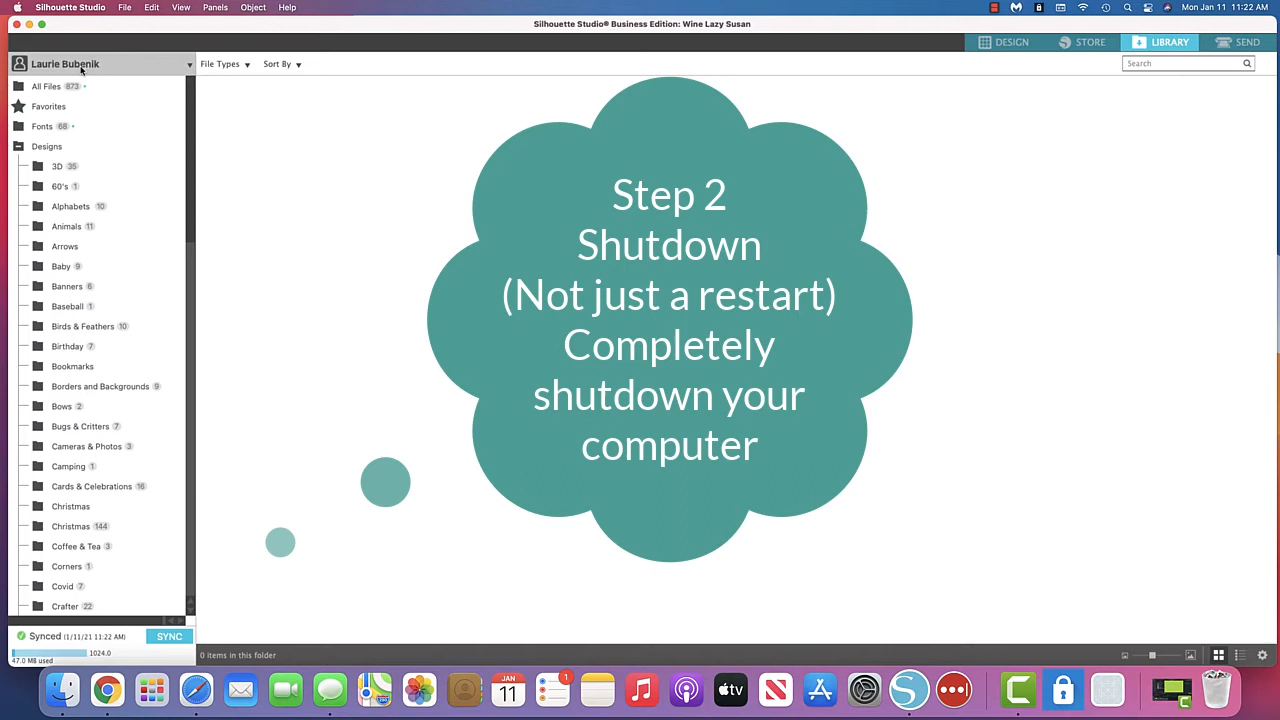 Silhouette Studio File Edit View Panels Object Help Mon Jan 11 11:22 AM
Silhouette Studio® Business Edition: Wine Lazy Susan
DESIGN STORE LIBRARY SEND
Laurie Bubenik File Types Sort By Search
All Files 873
Favorites
Fonts 68
Designs
3D 35
60's 1
Alphabets 10
Animals 11
Arrows
Baby 9
Banners 6
Baseball 1
Birds & Feathers 10
Birthday 7
Bookmarks
Borders and Backgrounds 9
Bows 2
Bugs & Critters 7
Cameras & Photos 3
Camping 1
Cards & Celebrations 16
Christmas
Christmas 144
Coffee & Tea 3
Corners 1
Covid 7
Crafter 22
Step 2
Shutdown
(Not just a restart)
Completely
shutdown your
computer
Synced (1/11/21 11:22 AM) SYNC
1024.0
47.0 MB used
0 items in this folder
JAN
11
1
tv